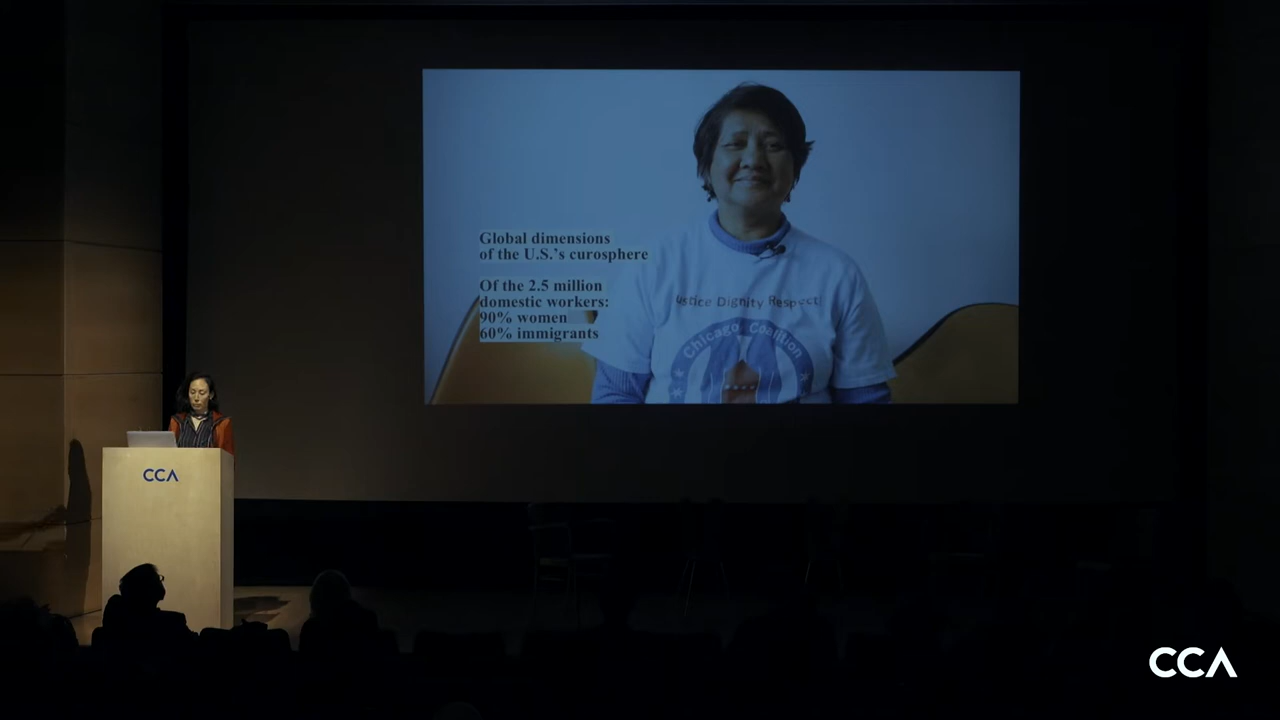 Global dimensions
of the U.S.'s curosphere
Of the 2.5 million
domestic workers:
90% women
60% immigrants
Justice Dignity Respect
Chicago Coalition
CCA
CCA